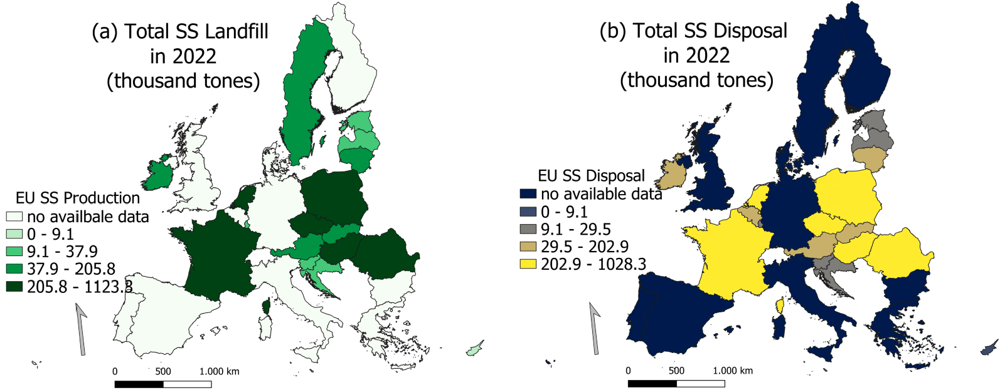 (a) Total SS Landfill
in 2022
(thousand tones)
EU SS Production
no availbale data
0 - 9.1
9.1 - 37.9
37.9 - 205.8
205.8 - 1123.3
0 500 1.000 km
(b) Total SS Disposal
in 2022
(thousand tones)
EU SS Disposal
no available data
0 - 9.1
9.1 - 29.5
29.5 - 202.9
202.9 - 1028.3
0 500 1.000 km